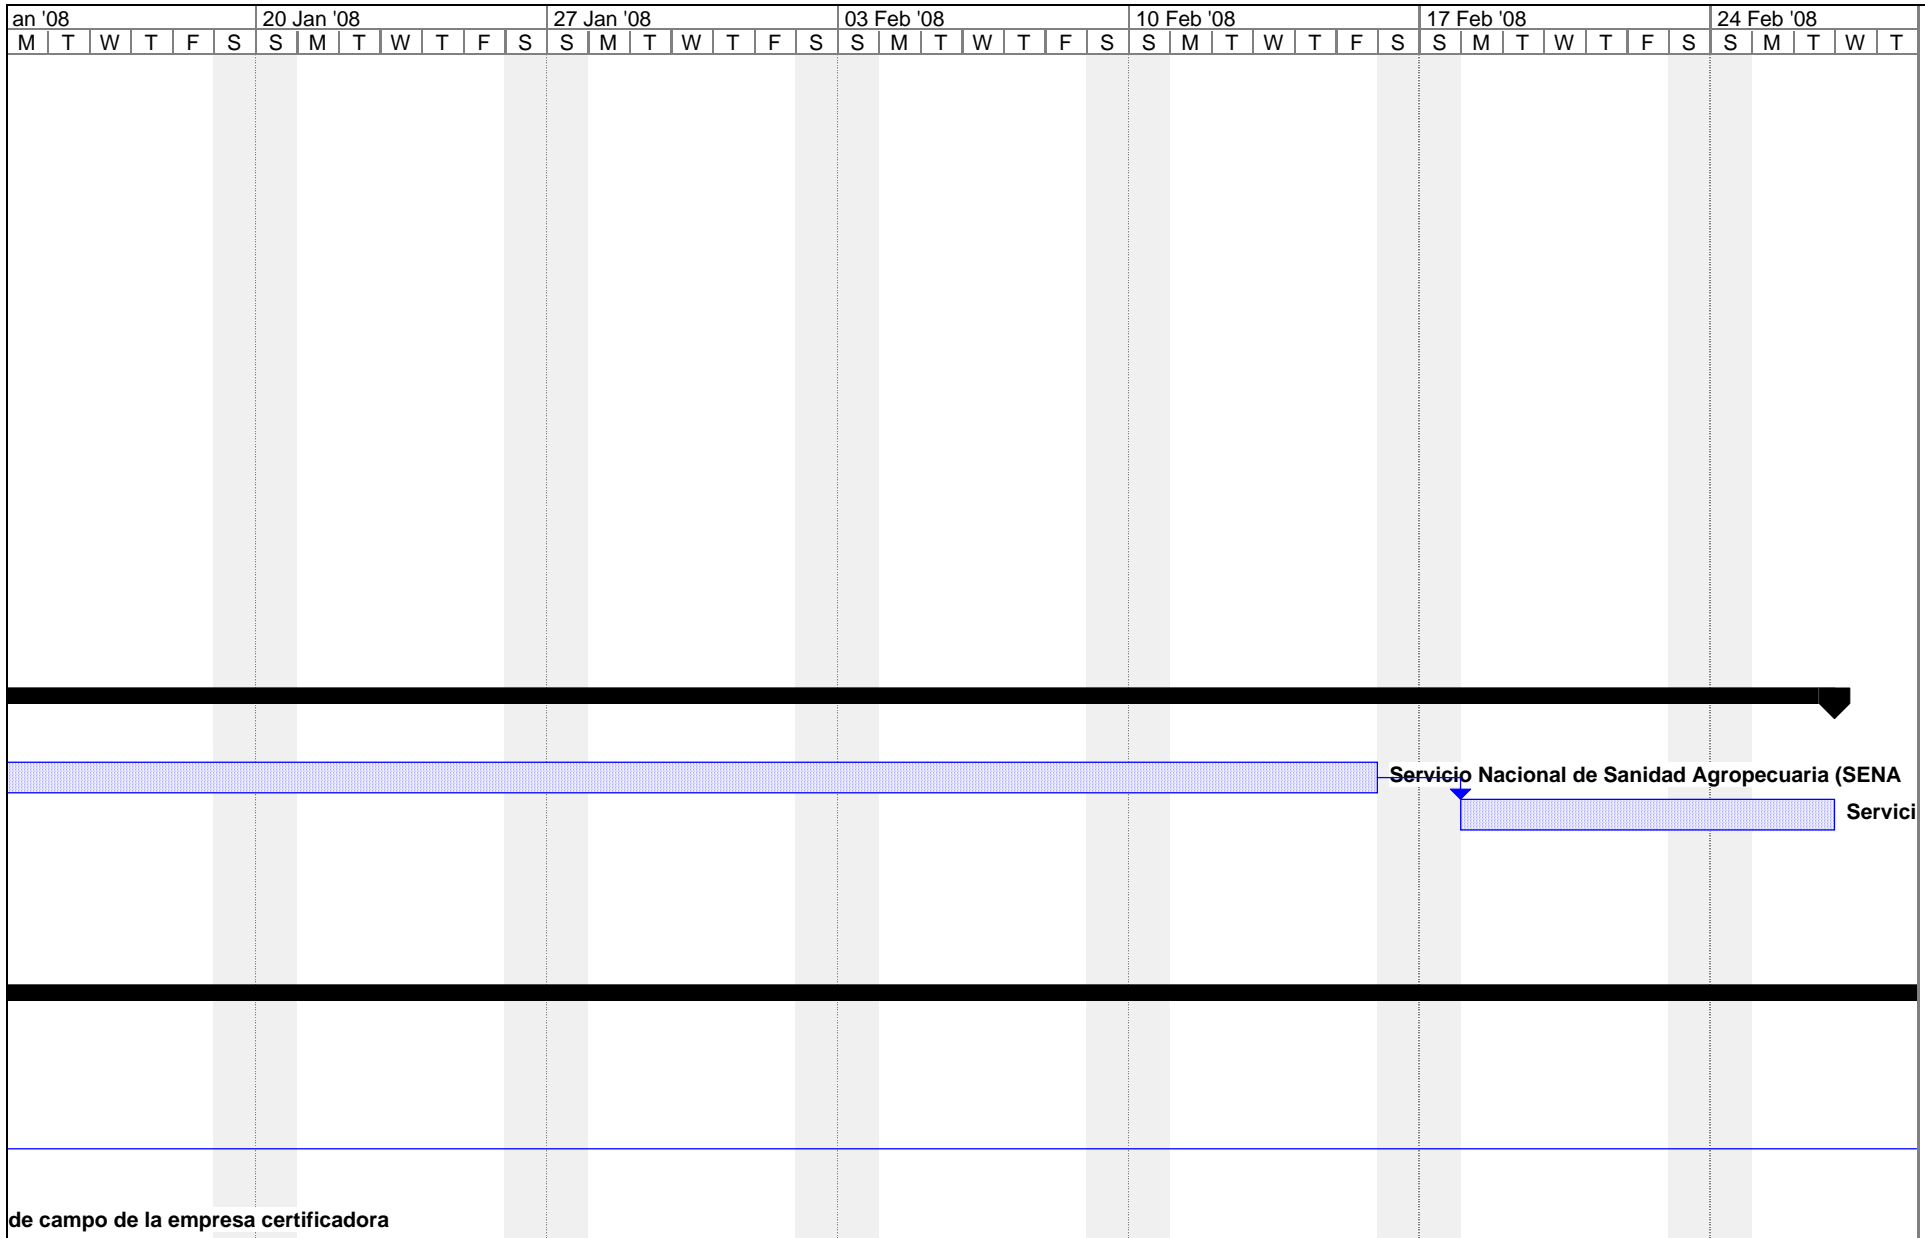 an '08 20 Jan '08 27 Jan '08 03 Feb '08 10 Feb '08 17 Feb '08 24 Feb '08
M T W T F S S M T W T F S S M T W T F S S M T W T F S S M T W T F S S M T W T F S S M T W T
Servicio Nacional de Sanidad Agropecuaria (SENA
Servici
de campo de la empresa certificadora